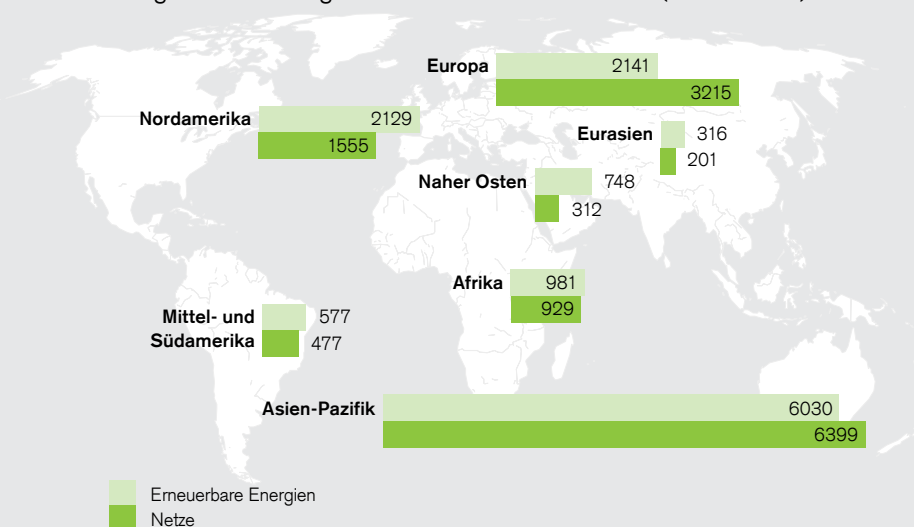 Europa
2141
3215
Nordamerika
2129
1555
Eurasien
316
201
Naher Osten
748
312
Afrika
981
929
Mittel- und
Südamerika
577
477
Asien-Pazifik
6030
6399
Erneuerbare Energien
Netze